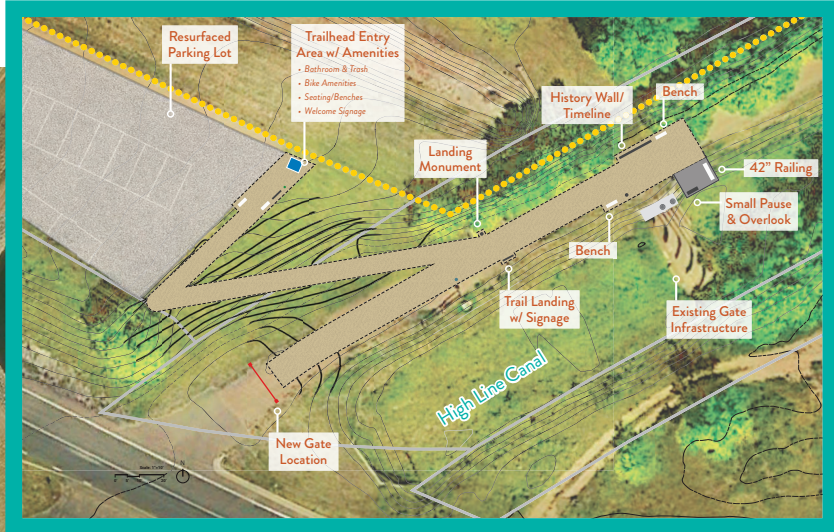 Resurfaced
Parking Lot
Trailhead Entry
Area w/ Amenities
• Bathroom & Trash
• Bike Amenities
• Seating/Benches
• Welcome Signage
History Wall/
Timeline
Bench
Landing
Monument
42” Railing
Small Pause
& Overlook
Bench
Trail Landing
w/ Signage
Existing Gate
Infrastructure
High Line Canal
New Gate
Location
N